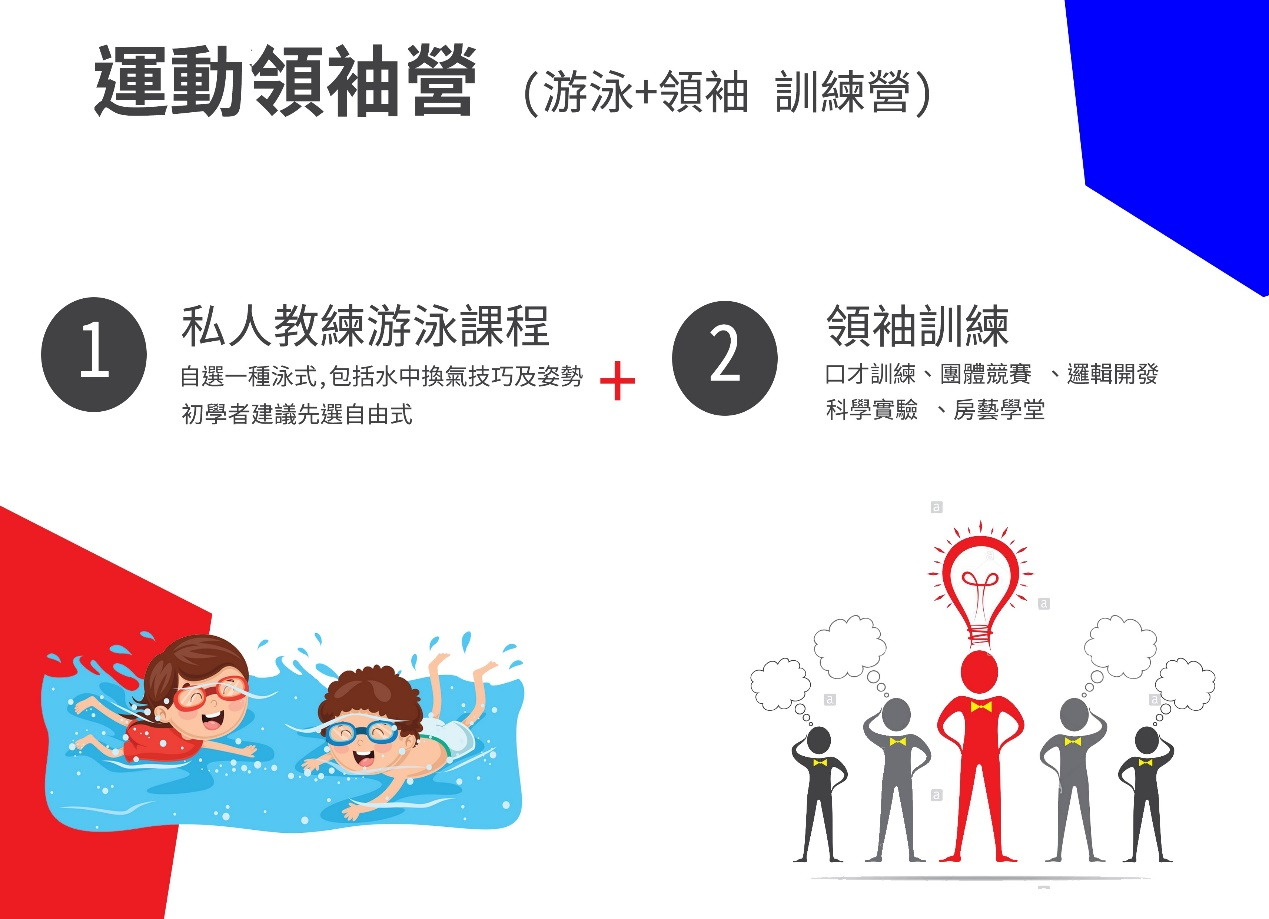 運動領袖營 (游泳+領袖 訓練營)
1
私人教練游泳課程
自選一種泳式,包括水中換氣技巧及姿勢
初學者建議先選自由式
+
2
領袖訓練
口才訓練、團體競賽 、邏輯開發
科學實驗 、房藝學堂
a
a
a
a
a